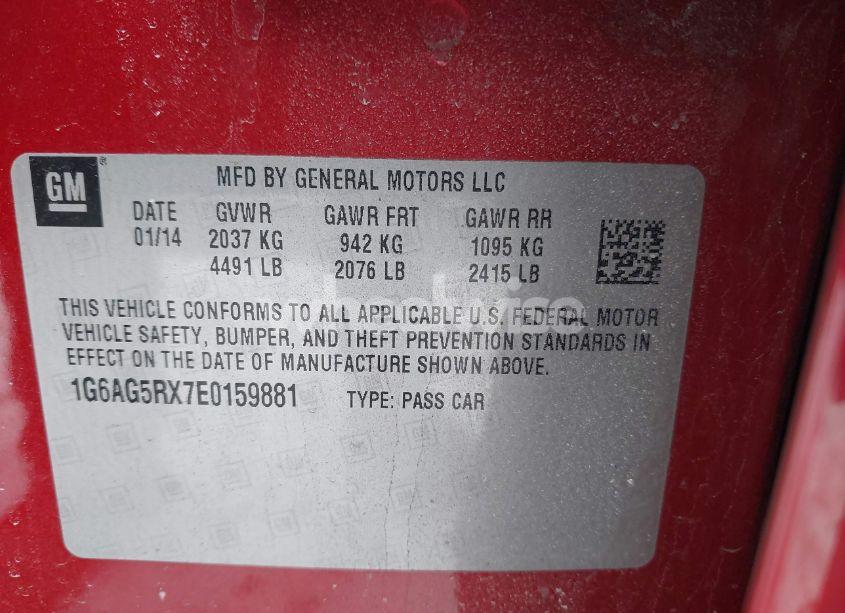 GM
MFD BY GENERAL MOTORS LLC
DATE GVWR GAWR FRT GAWR RR
01/14 2037 KG 942 KG 1095 KG
4491 LB 2076 LB 2415 LB
THIS VEHICLE CONFORMS TO ALL APPLICABLE U.S. FEDERAL MOTOR
VEHICLE SAFETY, BUMPER, AND THEFT PREVENTION STANDARDS IN
EFFECT ON THE DATE OF MANUFACTURE SHOWN ABOVE.
1G6AG5RX7E0159881 TYPE: PASS CAR